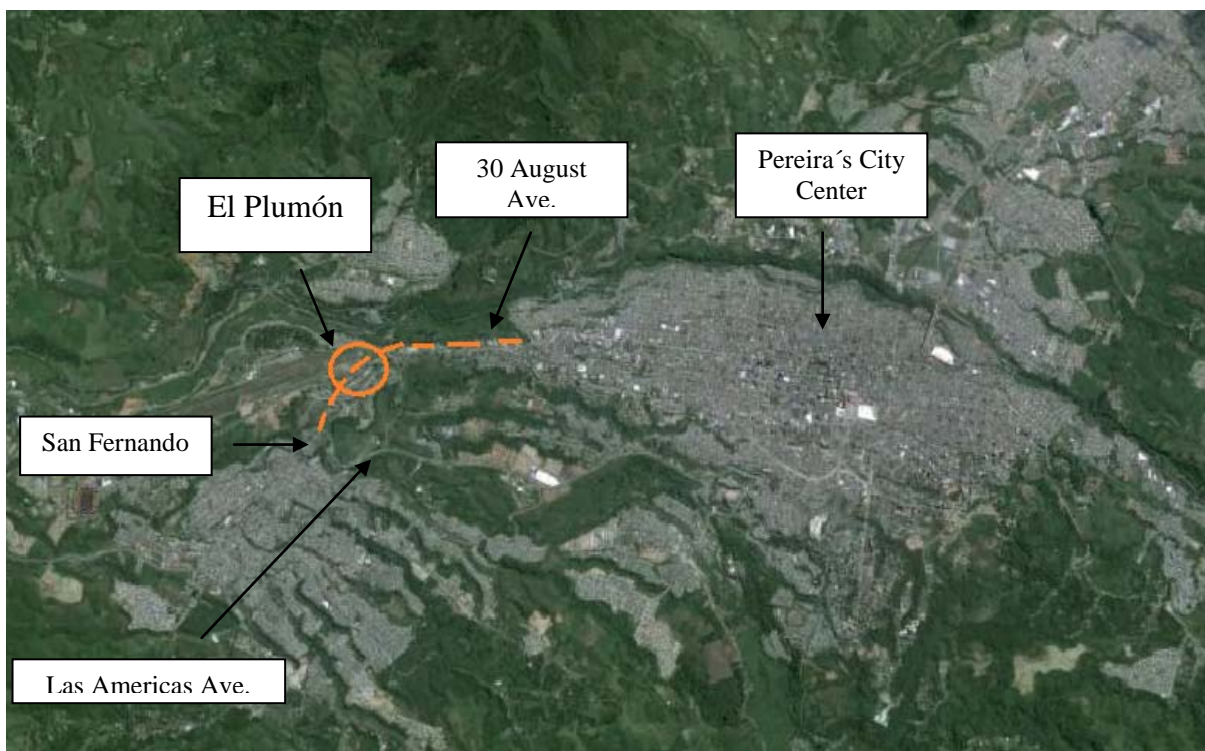 El Plumón
30 August
Ave.
Pereira´s City
Center
San Fernando
Las Americas Ave.